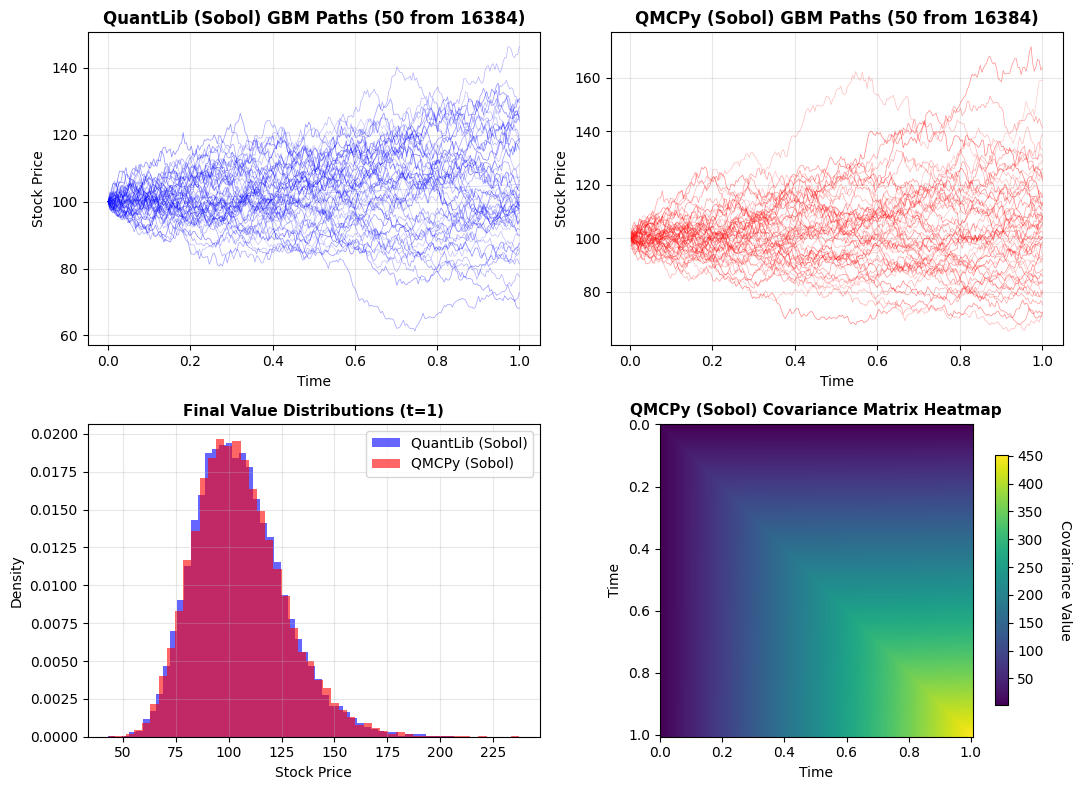 QuantLib (Sobol) GBM Paths (50 from 16384)
140
120
100
80
60
Stock Price
0.0 0.2 0.4 0.6 0.8 1.0
Time
QMCPy (Sobol) GBM Paths (50 from 16384)
160
140
120
100
80
Stock Price
0.0 0.2 0.4 0.6 0.8 1.0
Time
Final Value Distributions (t=1)
QuantLib (Sobol)
QMCPy (Sobol)
0.0200
0.0175
0.0150
0.0125
0.0100
0.0075
0.0050
0.0025
0.0000
Density
50 75 100 125 150 175 200 225
Stock Price
QMCPy (Sobol) Covariance Matrix Heatmap
0.0
0.2
0.4
0.6
0.8
1.0
Time
0.0 0.2 0.4 0.6 0.8 1.0
Time
450
400
350
300
250
200
150
100
50
Covariance Value